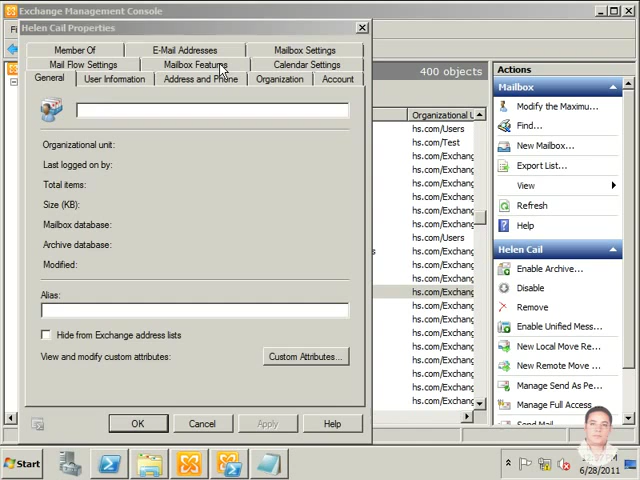 Exchange Management Console
Helen Cail Properties
Member Of
E-Mail Addresses
Mailbox Settings
Mail Flow Settings
Mailbox Features
Calendar Settings
General
User Information
Address and Phone
Organization
Account
Organizational unit:
Last logged on by:
Total items:
Size (KB):
Mailbox database:
Archive database:
Modified:
Alias:
Hide from Exchange address lists
View and modify custom attributes:
Custom Attributes...
OK
Cancel
Apply
Help
400 objects
Organizational U
hs.com/Users
hs.com/Test
hs.com/Exchang
hs.com/Exchang
hs.com/Exchang
hs.com/Exchang
hs.com/Exchang
hs.com/Exchang
hs.com/Users
hs.com/Exchang
hs.com/Exchang
hs.com/Exchang
hs.com/Exchang
hs.com/Exchang
hs.com/Exchang
hs.com/Exchang
hs.com/Exchang
hs.com/Exchang
hs.com/Exchang
hs.com/Exchang
hs.com/Exchang
Actions
Mailbox
Modify the Maximu...
Find...
New Mailbox...
Export List...
View
Refresh
Help
Helen Cail
Enable Archive...
Disable
Remove
Enable Unified Mess...
New Local Move Re...
New Remote Move ...
Manage Send As Pe...
Manage Full Access
Start
6/28/2011